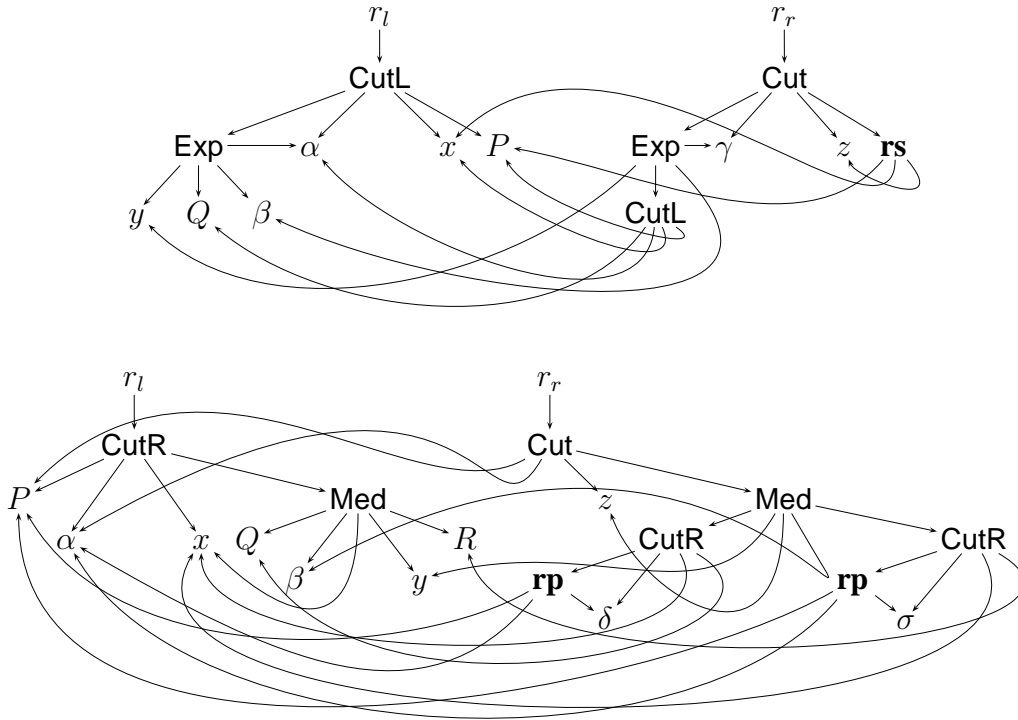 r_l r_r
CutL Cut
Exp α x P Exp γ z rs
y Q β CutL
r_l r_r
CutR Cut
P Med z Med
α x Q R CutR CutR
β y rp rp
δ σ